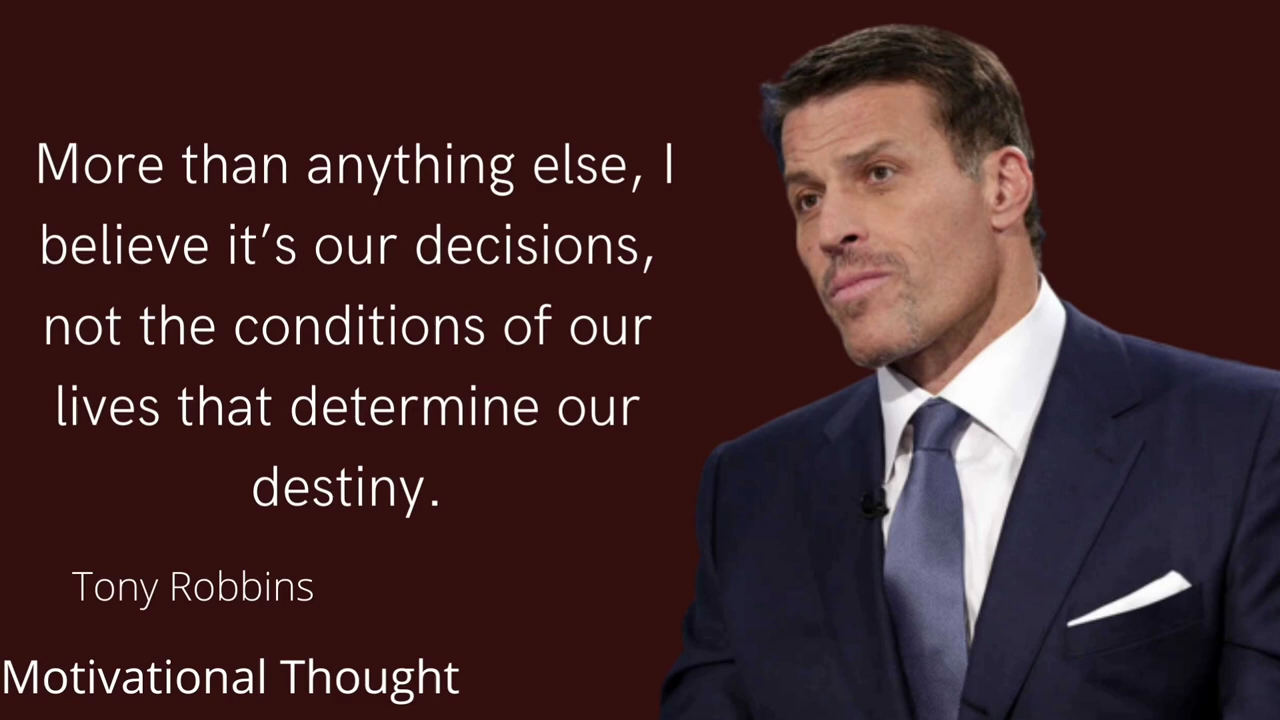 More than anything else, I
believe it’s our decisions,
not the conditions of our
lives that determine our
destiny.
Tony Robbins
Motivational Thought